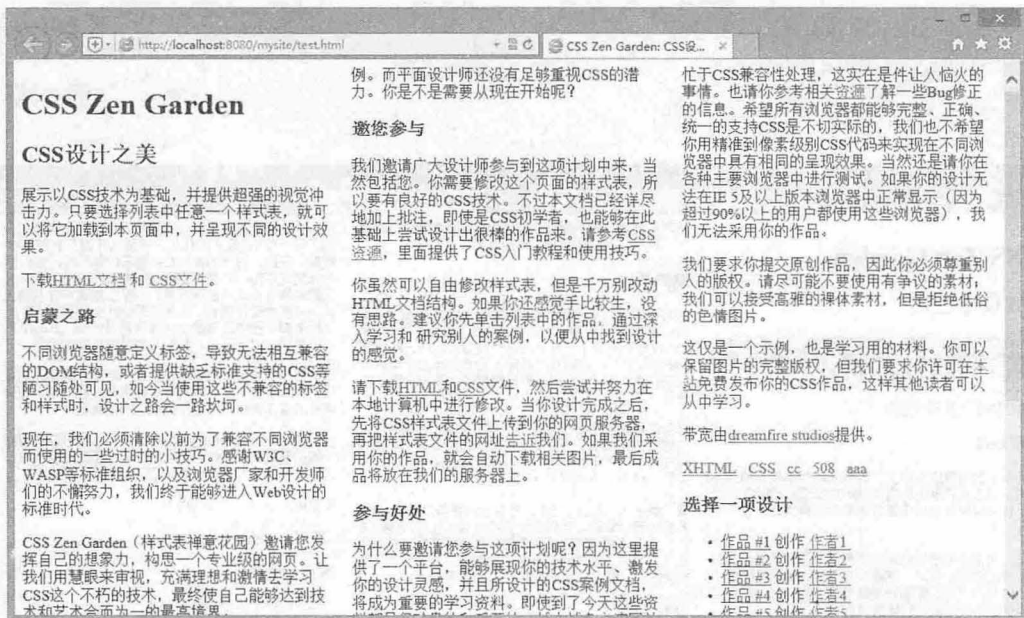 http://localhost:8080/mysite/test.html
CSS Zen Garden: CSS设...
CSS Zen Garden
CSS设计之美
展示以CSS技术为基础，并提供超强的视觉冲
击力。只要选择列表中任意一个样式表，就可
以将它加载到本页面中，并呈现不同的设计效
果。
下载HTML文档 和 CSS文件。
启蒙之路
不同浏览器随意定义标签，导致无法相互兼容
的DOM结构，或者提供缺乏标准支持的CSS等
陋习随处可见，如今当使用这些不兼容的标签
和样式时，设计之路会一路坎坷。
现在，我们必须清除以前为了兼容不同浏览器
而使用的一些过时的小技巧。感谢W3C、
WASP等标准组织，以及浏览器厂家和开发师
们的不懈努力，我们终于能够进入Web设计的
标准时代。
CSS Zen Garden（样式表禅意花园）邀请您发
挥自己的想象力，构思一个专业级的网页。让
我们用慧眼来审视，充满理想和激情去学习
CSS这个不朽的技术，最终使自己能够达到技
术和艺术合而为一的最高境界。
例。而平面设计师还没有足够重视CSS的潜
力。你是不是需要从现在开始呢？
邀您参与
我们邀请广大设计师参与到这项计划中来，当
然包括您。你需要修改这个页面的样式表，所
以要有良好的CSS技术。不过本文档已经详尽
地加上批注，即使是CSS初学者，也能够在此
基础上尝试设计出很棒的作品来。请参考CSS
资源，里面提供了CSS入门教程和使用技巧。
你虽然可以自由修改样式表，但是千万别改动
HTML文档结构。如果你还感觉手比较生，没
有思路。建议你先单击列表中的作品，通过深
入学习和 研究别人的案例，以便从中找到设计
的感觉。
请下载HTML和CSS文件，然后尝试并努力在
本地计算机中进行修改。当你设计完成之后，
先将CSS样式表文件上传到你的网页服务器，
再把样式表文件的网址告诉我们。如果我们采
用你的作品，就会自动下载相关图片，最后成
品将放在我们的服务器上。
参与好处
为什么要邀请您参与这项计划呢？因为这里提
供了一个平台，能够展现你的技术水平、激发
你的设计灵感，并且所设计的CSS案例文档，
将成为重要的学习资料。即使到了今天这些资
忙于CSS兼容性处理，这实在是件让人恼火的
事情。也请你参考相关资源了解一些Bug修正
的信息。希望所有浏览器都能够完整、正确、
统一的支持CSS是不切实际的，我们也不希望
你用精准到像素级别CSS代码来实现在不同浏
览器中具有相同的呈现效果。当然还是请你在
各种主要浏览器中进行测试。如果你的设计无
法在IE 5及以上版本浏览器中正常显示（因为
超过90%以上的用户都使用这些浏览器），我
们无法采用你的作品。
我们要求你提交原创作品，因此你必须尊重别
人的版权。请尽可能不要使用有争议的素材；
我们可以接受高雅的裸体素材，但是拒绝低俗
的色情图片。
这仅是一个示例，也是学习用的材料。你可以
保留图片的完整版权，但我们要求你许可在主
站免费发布你的CSS作品，这样其他读者可以
从中学习。
带宽由dreamfire studios提供。
XHTML CSS cc 508 aaa
选择一项设计
• 作品 #1 创作 作者1
• 作品 #2 创作 作者2
• 作品 #3 创作 作者3
• 作品 #4 创作 作者4
• 作品 #5 创作 作者5